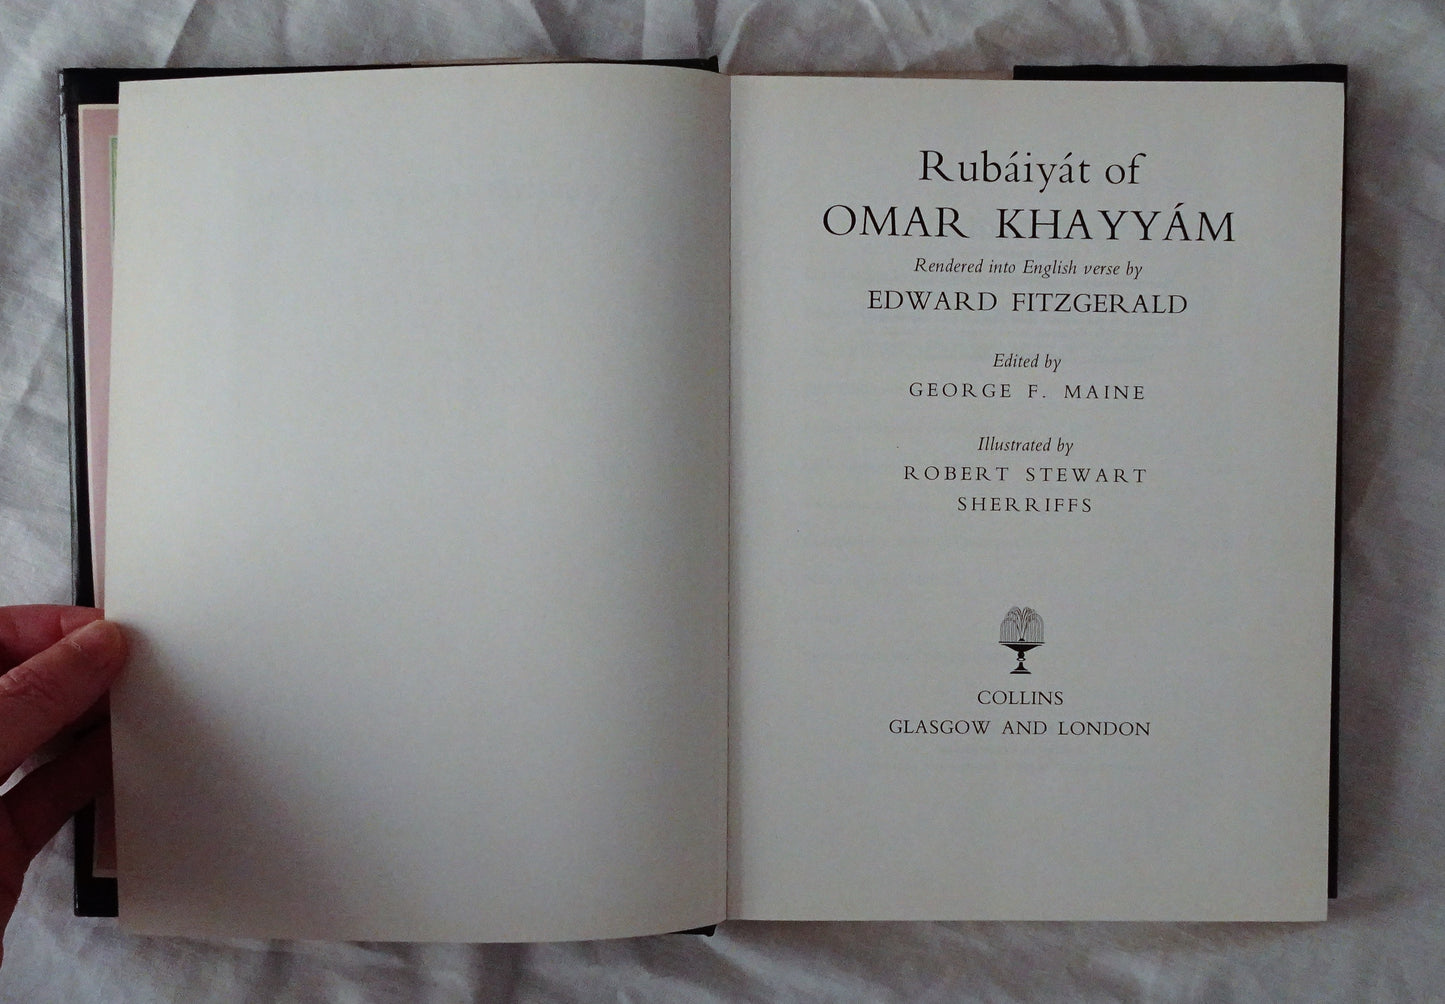 Rubáiyát of
OMAR KHAYYÁM
Rendered into English verse by
EDWARD FITZGERALD
Edited by
GEORGE F. MAINE
Illustrated by
ROBERT STEWART
SHERRIFFS
COLLINS
GLASGOW AND LONDON